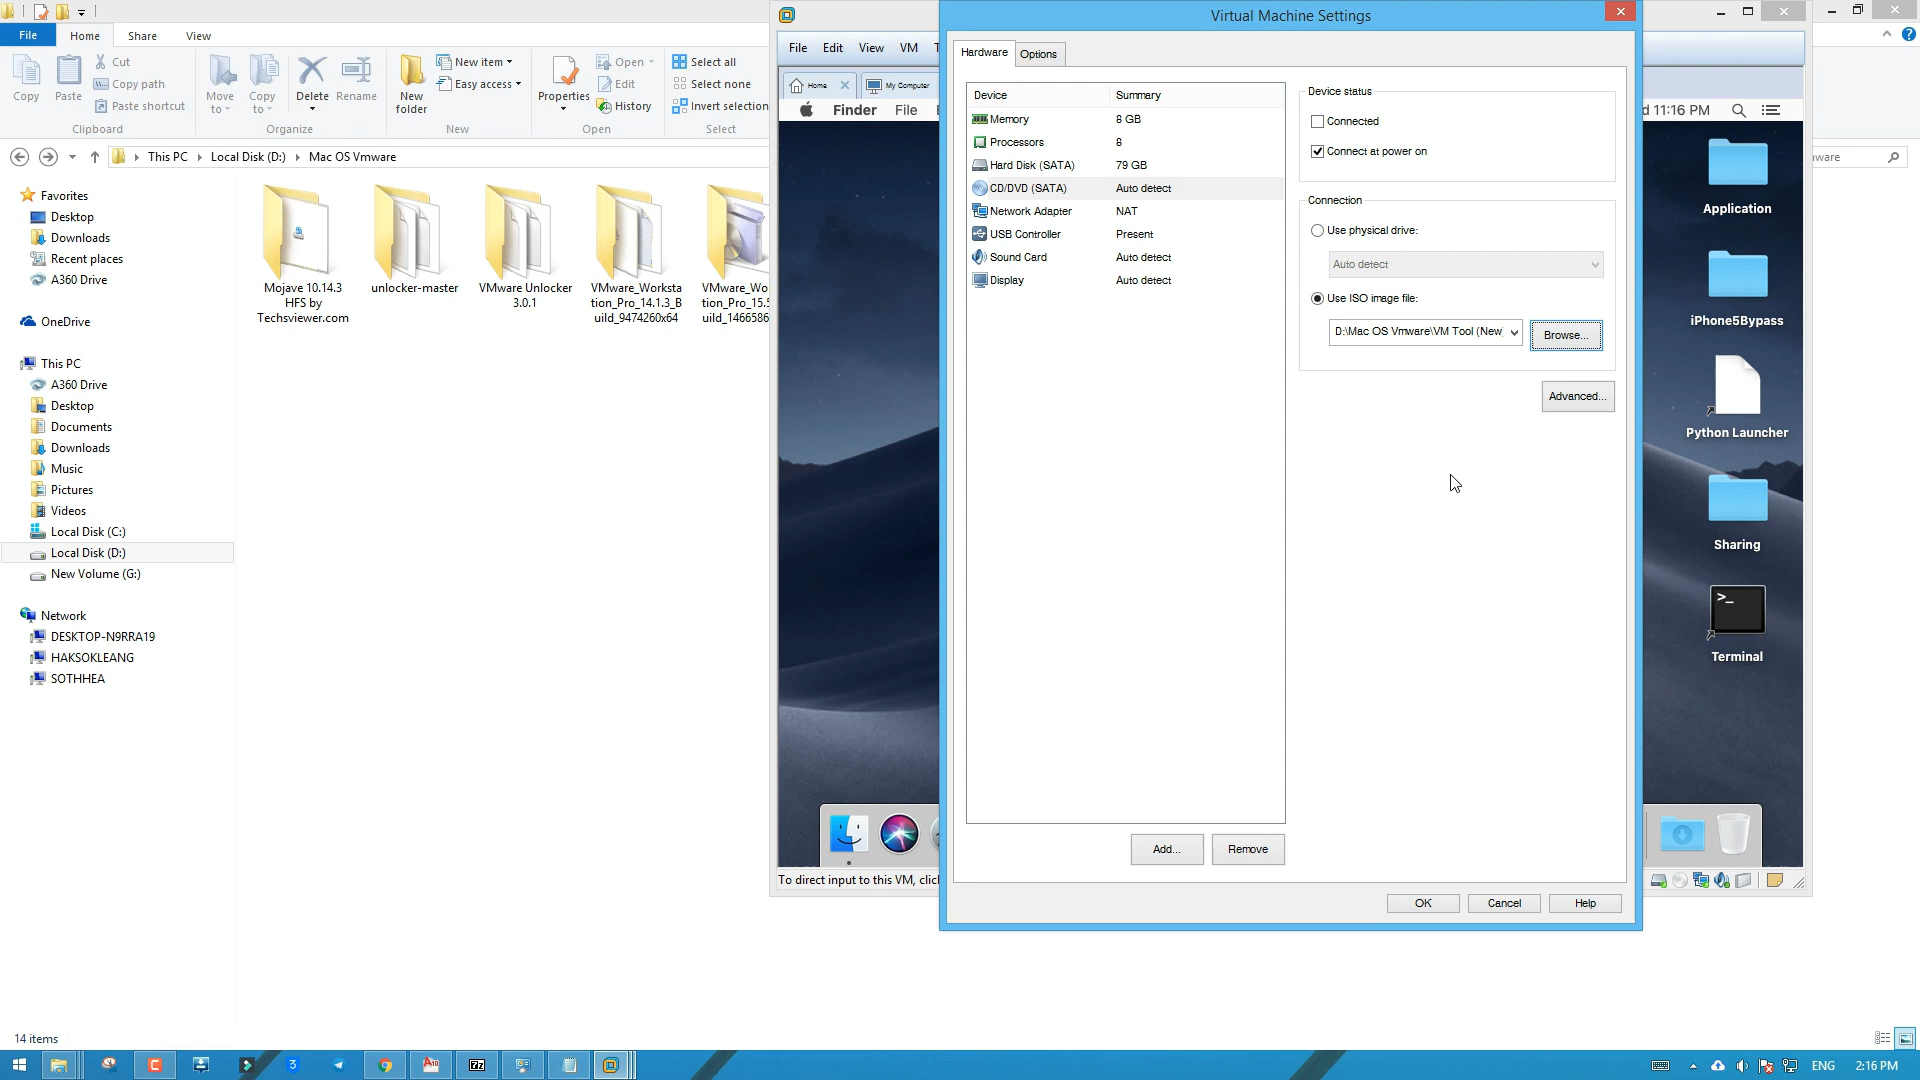 File
Home
Share
View
Copy
Paste
Cut
Copy path
Paste shortcut
Clipboard
Move to
Copy to
Delete
Rename
Organize
New folder
New item
Easy access
New
Properties
Open
Edit
History
Open
Select all
Select none
Invert selection
Select
This PC
Local Disk (D:)
Mac OS Vmware
Favorites
Desktop
Downloads
Recent places
A360 Drive
OneDrive
This PC
A360 Drive
Desktop
Documents
Downloads
Music
Pictures
Videos
Local Disk (C:)
Local Disk (D:)
New Volume (G:)
Network
DESKTOP-N9RRA19
HAKSOKLEANG
SOTHHEA
Mojave 10.14.3
HFS by
Techsviewer.com
unlocker-master
VMware Unlocker
3.0.1
VMware_Worksta
tion_Pro_14.1.3_B
uild_9474260x64
VMware_Wo
tion_Pro_15.5
uild_1466586
14 items
File Edit View VM T
Home
My Computer
Finder File
To direct input to this VM, clic
Virtual Machine Settings
Hardware
Options
Device Summary
Memory 8 GB
Processors 8
Hard Disk (SATA) 79 GB
CD/DVD (SATA) Auto detect
Network Adapter NAT
USB Controller Present
Sound Card Auto detect
Display Auto detect
Add...
Remove
Device status
Connected
Connect at power on
Connection
Use physical drive:
Auto detect
Use ISO image file:
D:\Mac OS Vmware\VM Tool (New)
Browse...
Advanced...
OK
Cancel
Help
d 11:16 PM
ware
Application
iPhone5Bypass
Python Launcher
Sharing
>_
Terminal
ENG
2:16 PM